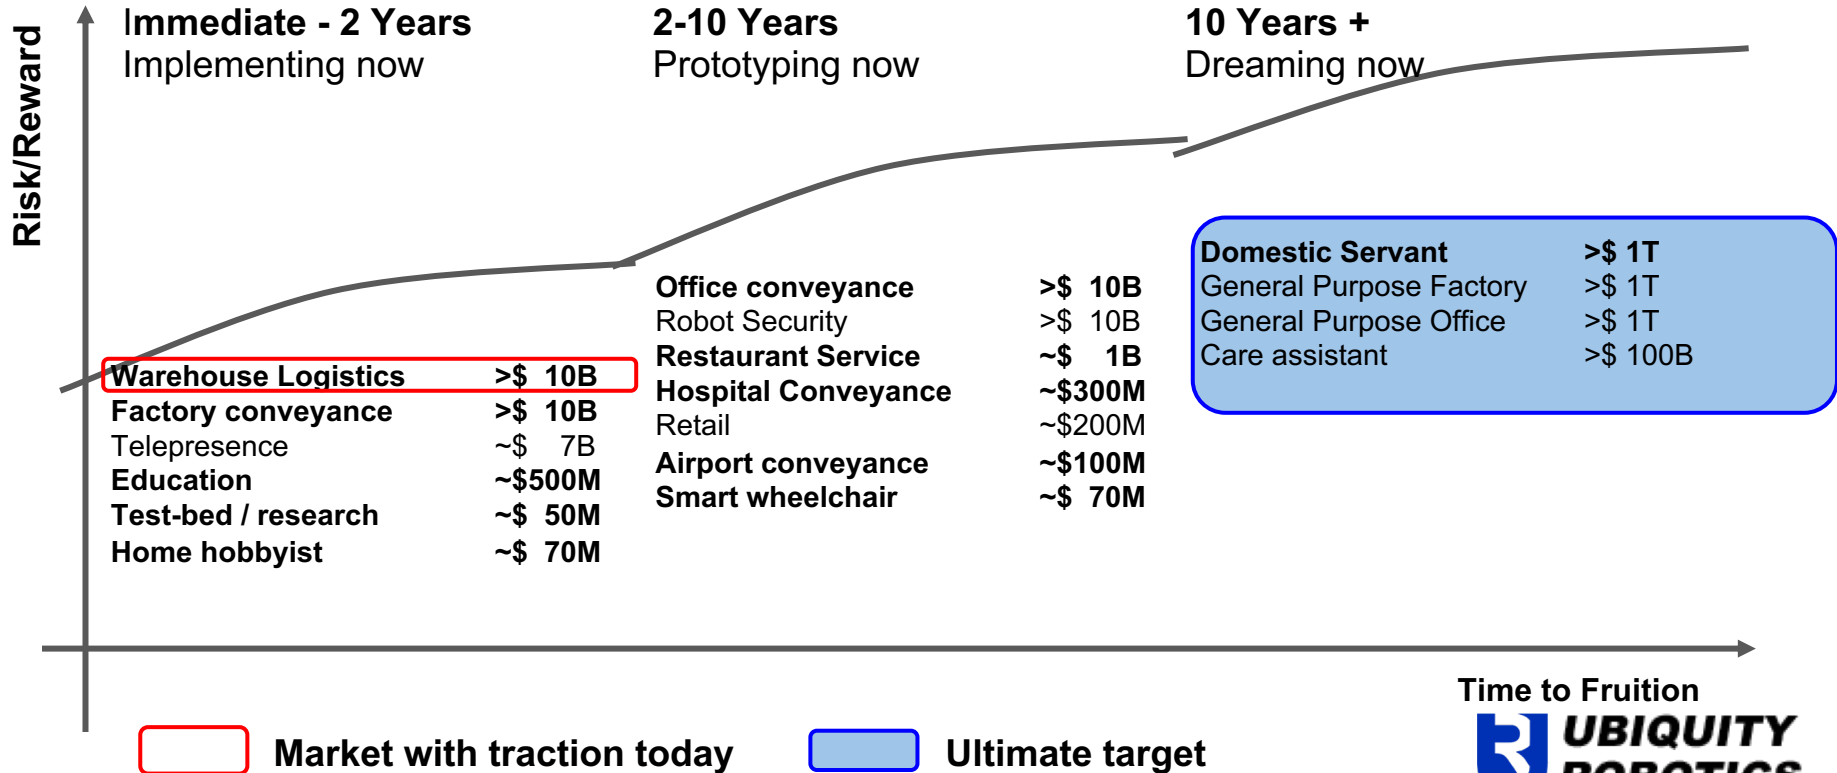 Risk/Reward
Immediate - 2 Years
Implementing now
2-10 Years
Prototyping now
10 Years +
Dreaming now
Warehouse Logistics >$ 10B
Factory conveyance >$ 10B
Telepresence ~$ 7B
Education ~$500M
Test-bed / research ~$ 50M
Home hobbyist ~$ 70M
Office conveyance >$ 10B
Robot Security >$ 10B
Restaurant Service ~$ 1B
Hospital Conveyance ~$300M
Retail ~$200M
Airport conveyance ~$100M
Smart wheelchair ~$ 70M
Domestic Servant >$ 1T
General Purpose Factory >$ 1T
General Purpose Office >$ 1T
Care assistant >$ 100B
Time to Fruition
Market with traction today
Ultimate target
UBIQUITY
ROBOTICS